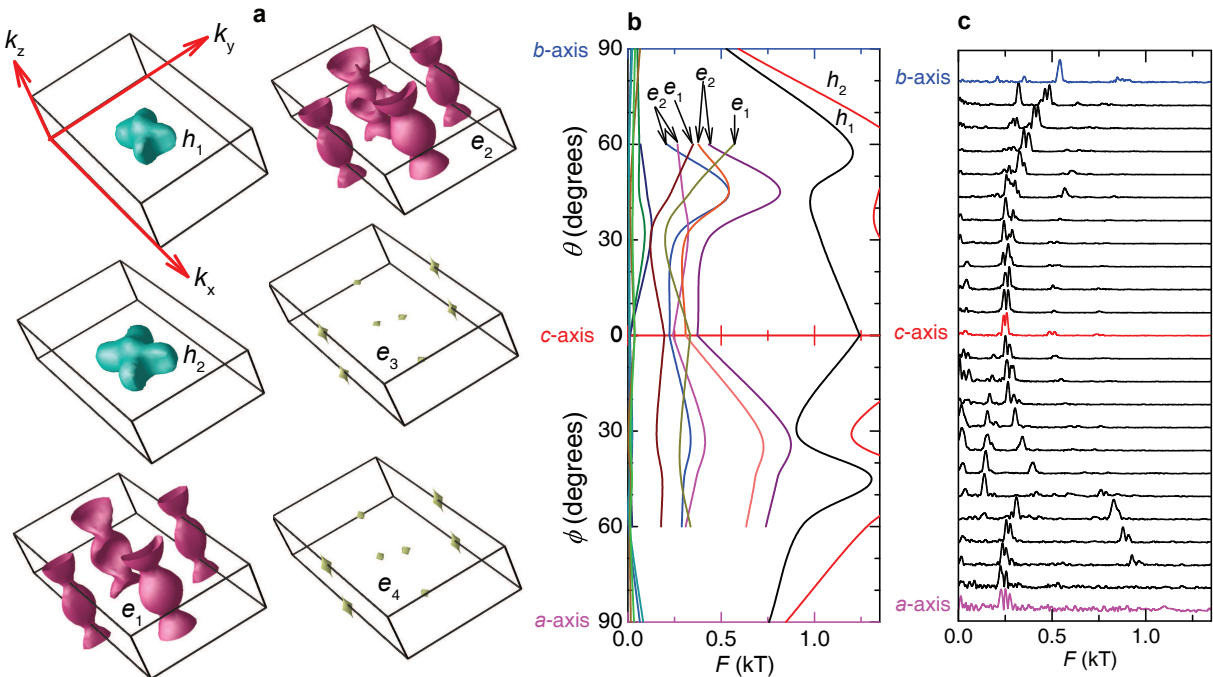 a
k_z
k_y
k_x
h_1
h_2
e_1
e_2
e_3
e_4
b
b-axis
90
60
30
c-axis
0
30
60
a-axis
90
θ (degrees)
ϕ (degrees)
e_2 e_1 e_2 e_1
h_2
h_1
0.0 0.5 1.0
F (kT)
c
b-axis
c-axis
a-axis
0.0 0.5 1.0
F (kT)